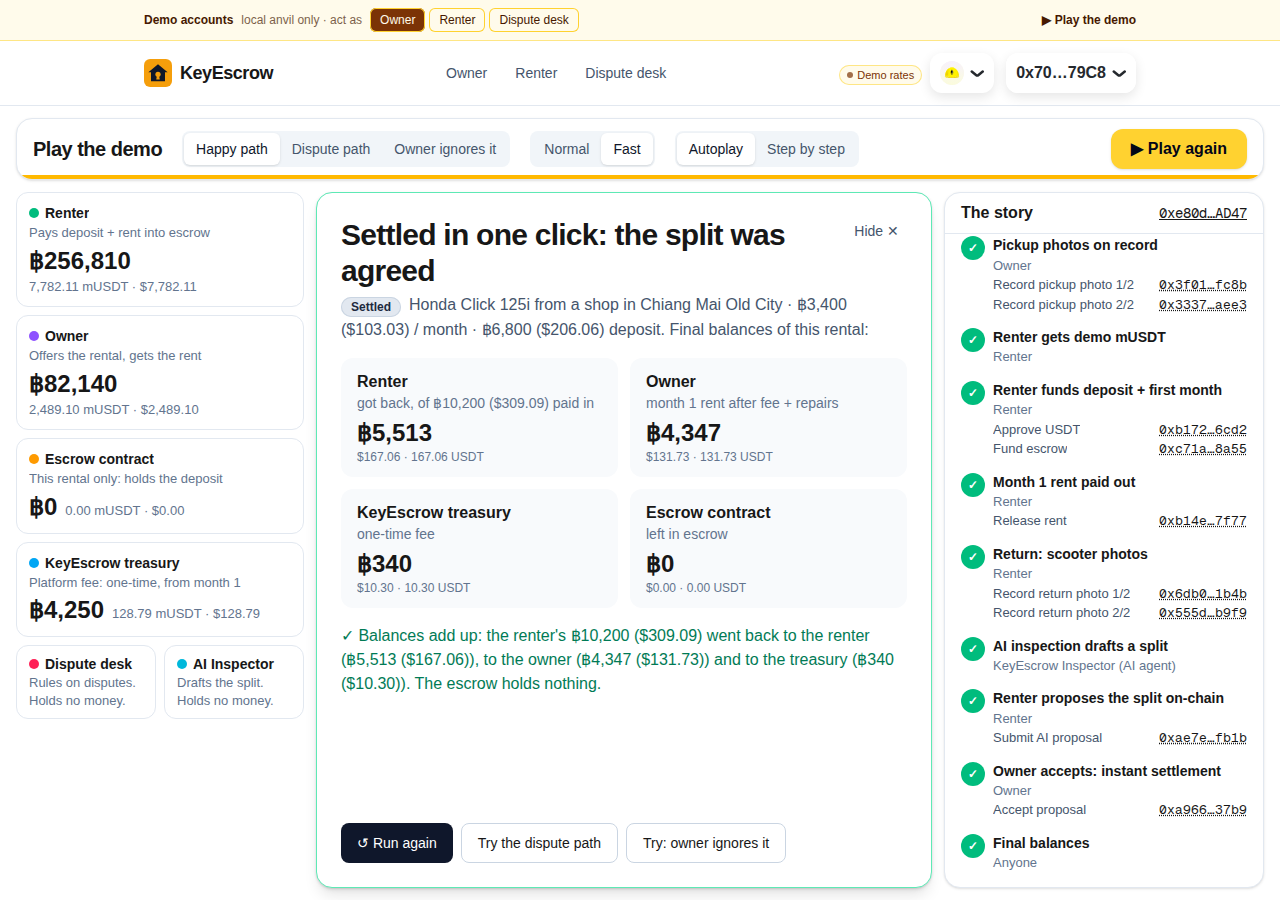 Demo accounts local anvil only · act as Owner Renter Dispute desk ▶ Play the demo
KeyEscrow Owner Renter Dispute desk Demo rates 0x70…79C8
Play the demo Happy path Dispute path Owner ignores it Normal Fast Autoplay Step by step ▶ Play again
Renter
Pays deposit + rent into escrow
฿256,810
7,782.11 mUSDT · $7,782.11
Owner
Offers the rental, gets the rent
฿82,140
2,489.10 mUSDT · $2,489.10
Escrow contract
This rental only: holds the deposit
฿0 0.00 mUSDT · $0.00
KeyEscrow treasury
Platform fee: one-time, from month 1
฿4,250 128.79 mUSDT · $128.79
Dispute desk
Rules on disputes.
Holds no money.
AI Inspector
Drafts the split.
Holds no money.
Settled in one click: the split was
agreed
Hide ✕
Settled Honda Click 125i from a shop in Chiang Mai Old City · ฿3,400
($103.03) / month · ฿6,800 ($206.06) deposit. Final balances of this rental:
Renter
got back, of ฿10,200 ($309.09) paid in
฿5,513
$167.06 · 167.06 USDT
Owner
month 1 rent after fee + repairs
฿4,347
$131.73 · 131.73 USDT
KeyEscrow treasury
one-time fee
฿340
$10.30 · 10.30 USDT
Escrow contract
left in escrow
฿0
$0.00 · 0.00 USDT
✓ Balances add up: the renter's ฿10,200 ($309.09) went back to the renter
(฿5,513 ($167.06)), to the owner (฿4,347 ($131.73)) and to the treasury (฿340
($10.30)). The escrow holds nothing.
↺ Run again Try the dispute path Try: owner ignores it
The story 0xe80d…AD47
✓ Pickup photos on record
Owner
Record pickup photo 1/2 0x3f01…fc8b
Record pickup photo 2/2 0x3337…aee3
✓ Renter gets demo mUSDT
Renter
✓ Renter funds deposit + first month
Renter
Approve USDT 0xb172…6cd2
Fund escrow 0xc71a…8a55
✓ Month 1 rent paid out
Renter
Release rent 0xb14e…7f77
✓ Return: scooter photos
Renter
Record return photo 1/2 0x6db0…1b4b
Record return photo 2/2 0x555d…b9f9
✓ AI inspection drafts a split
KeyEscrow Inspector (AI agent)
✓ Renter proposes the split on-chain
Renter
Submit AI proposal 0xae7e…fb1b
✓ Owner accepts: instant settlement
Owner
Accept proposal 0xa966…37b9
✓ Final balances
Anyone